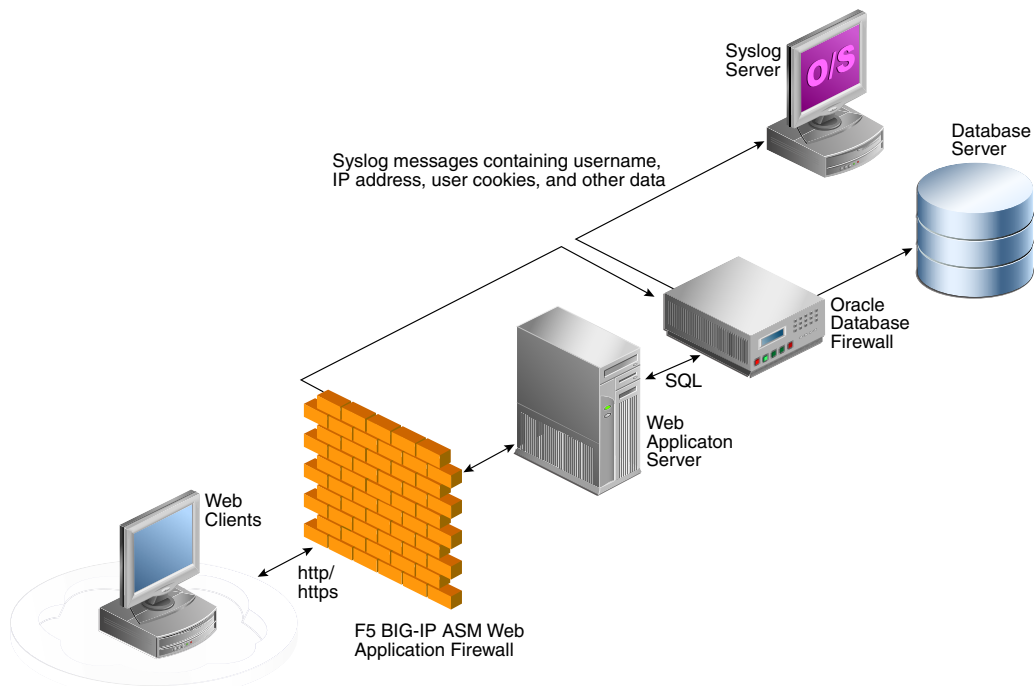 Syslog
Server
O/S
Database
Server
Syslog messages containing username,
IP address, user cookies, and other data
Oracle
Database
Firewall
SQL
Web
Applicaton
Server
Web
Clients
http/
https
F5 BIG-IP ASM Web
Application Firewall